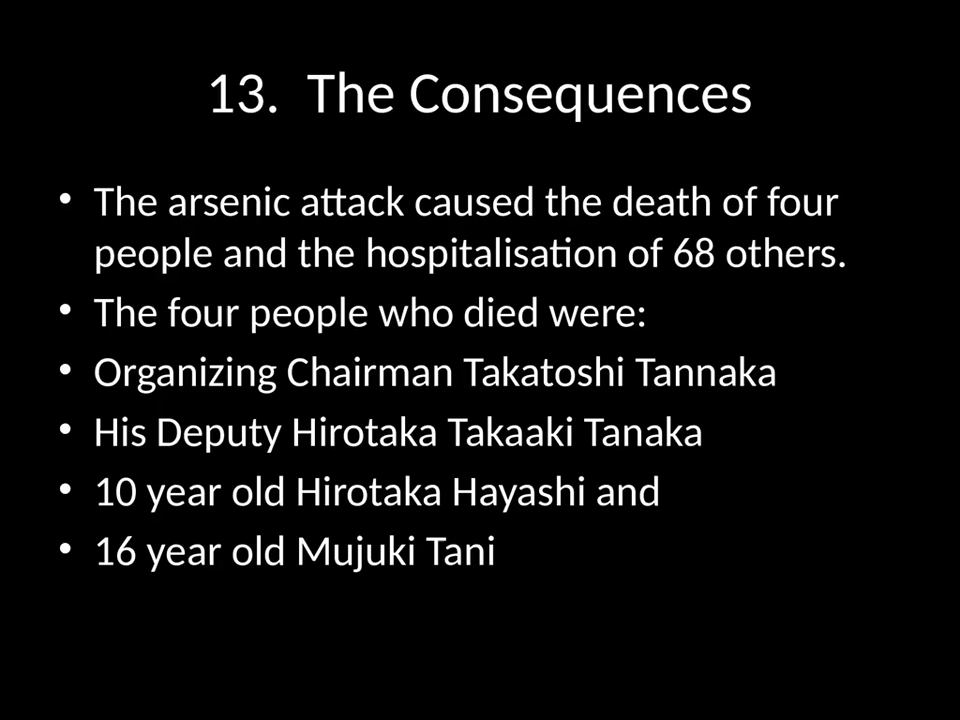 13. The Consequences
• The arsenic attack caused the death of four
people and the hospitalisation of 68 others.
• The four people who died were:
• Organizing Chairman Takatoshi Tannaka
• His Deputy Hirotaka Takaaki Tanaka
• 10 year old Hirotaka Hayashi and
• 16 year old Mujuki Tani